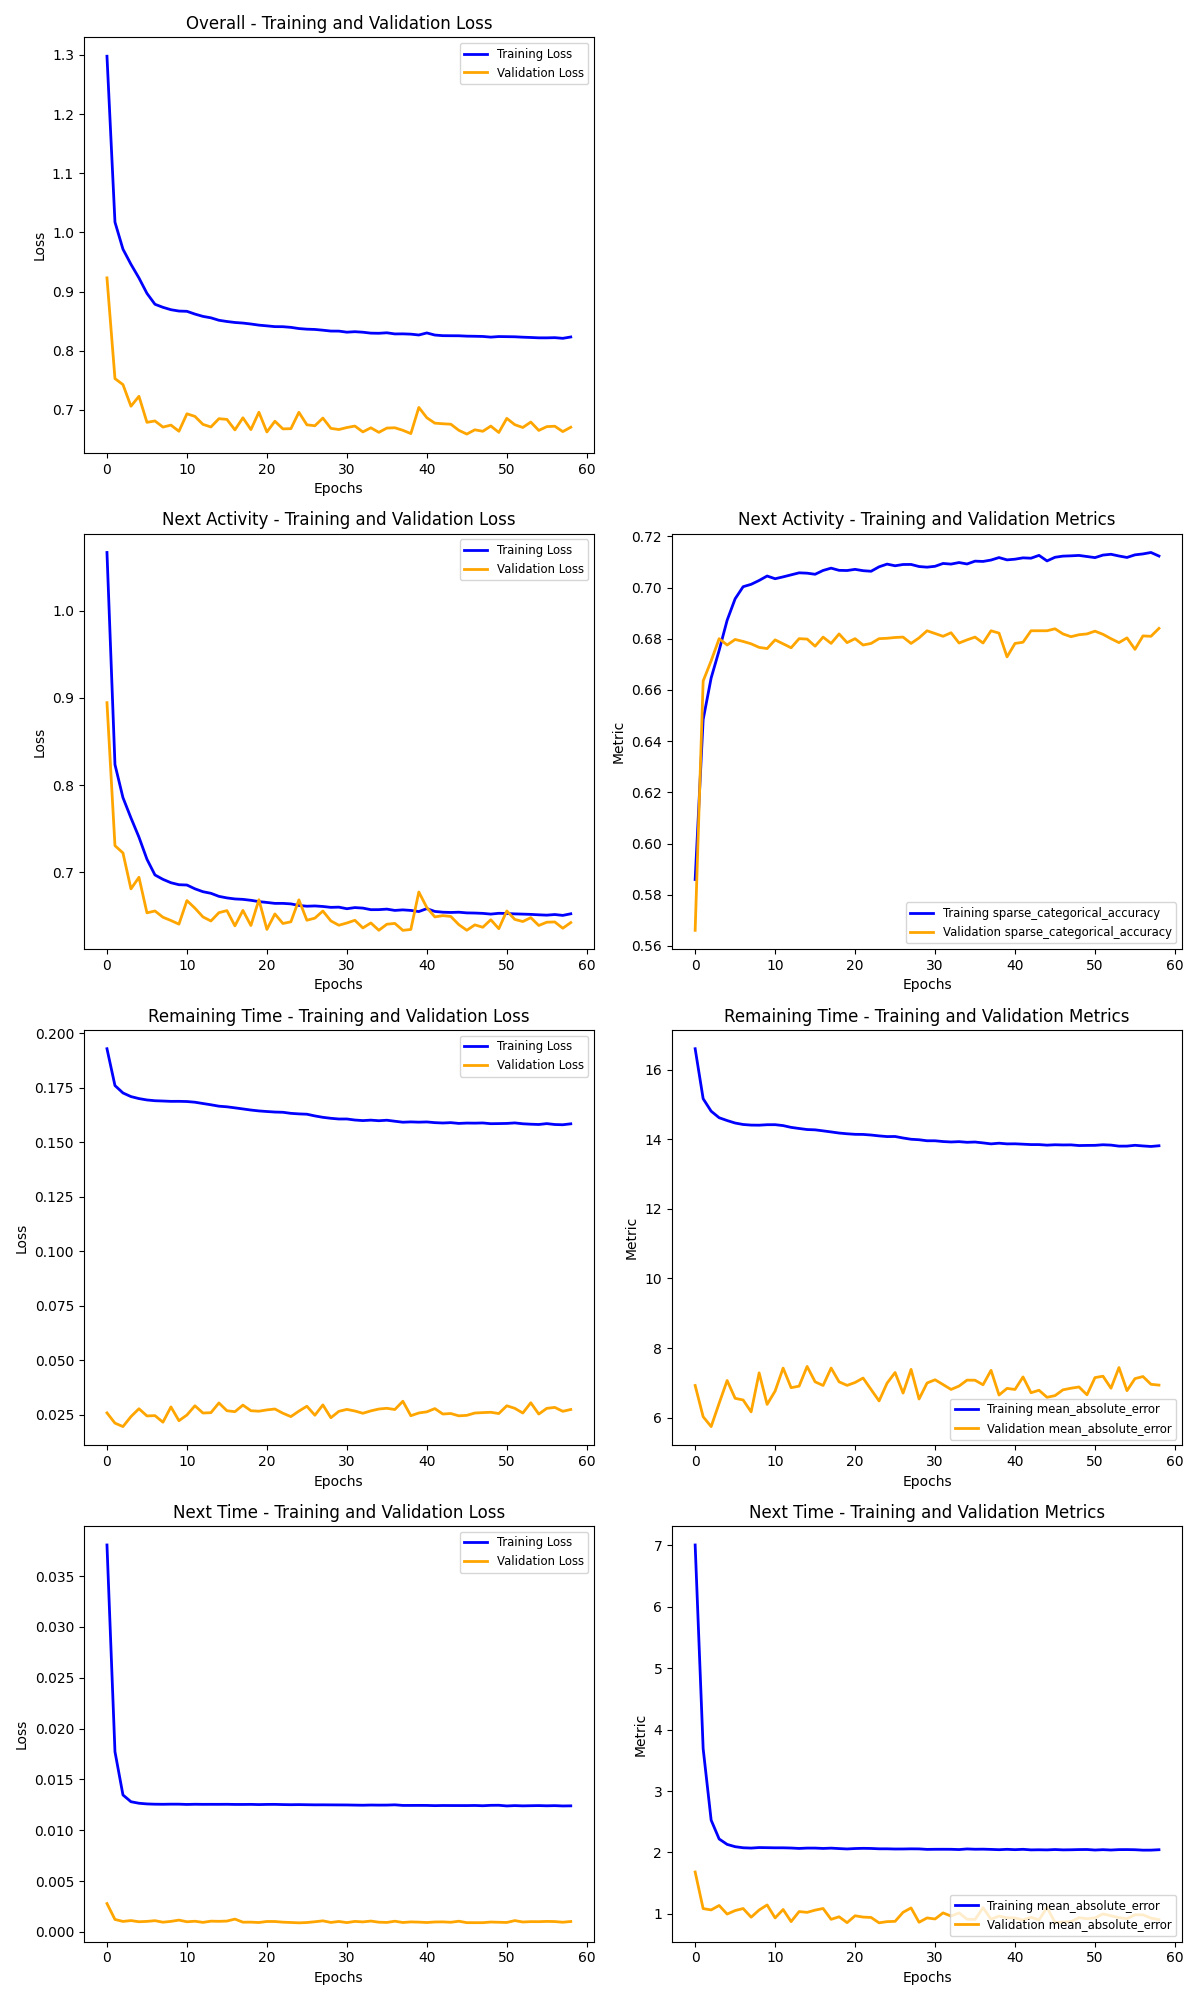 Overall - Training and Validation Loss
1.3
1.2
1.1
1.0
0.9
0.8
0.7
Loss
Training Loss
Validation Loss
0 10 20 30 40 50 60
Epochs
Next Activity - Training and Validation Loss
1.0
0.9
0.8
0.7
Loss
Training Loss
Validation Loss
0 10 20 30 40 50 60
Epochs
Next Activity - Training and Validation Metrics
0.72
0.70
0.68
0.66
0.64
0.62
0.60
0.58
0.56
Metric
Training sparse_categorical_accuracy
Validation sparse_categorical_accuracy
0 10 20 30 40 50 60
Epochs
Remaining Time - Training and Validation Loss
0.200
0.175
0.150
0.125
0.100
0.075
0.050
0.025
Loss
Training Loss
Validation Loss
0 10 20 30 40 50 60
Epochs
Remaining Time - Training and Validation Metrics
16
14
12
10
8
6
Metric
Training mean_absolute_error
Validation mean_absolute_error
0 10 20 30 40 50 60
Epochs
Next Time - Training and Validation Loss
0.035
0.030
0.025
0.020
0.015
0.010
0.005
0.000
Loss
Training Loss
Validation Loss
0 10 20 30 40 50 60
Epochs
Next Time - Training and Validation Metrics
7
6
5
4
3
2
1
Metric
Training mean_absolute_error
Validation mean_absolute_error
0 10 20 30 40 50 60
Epochs